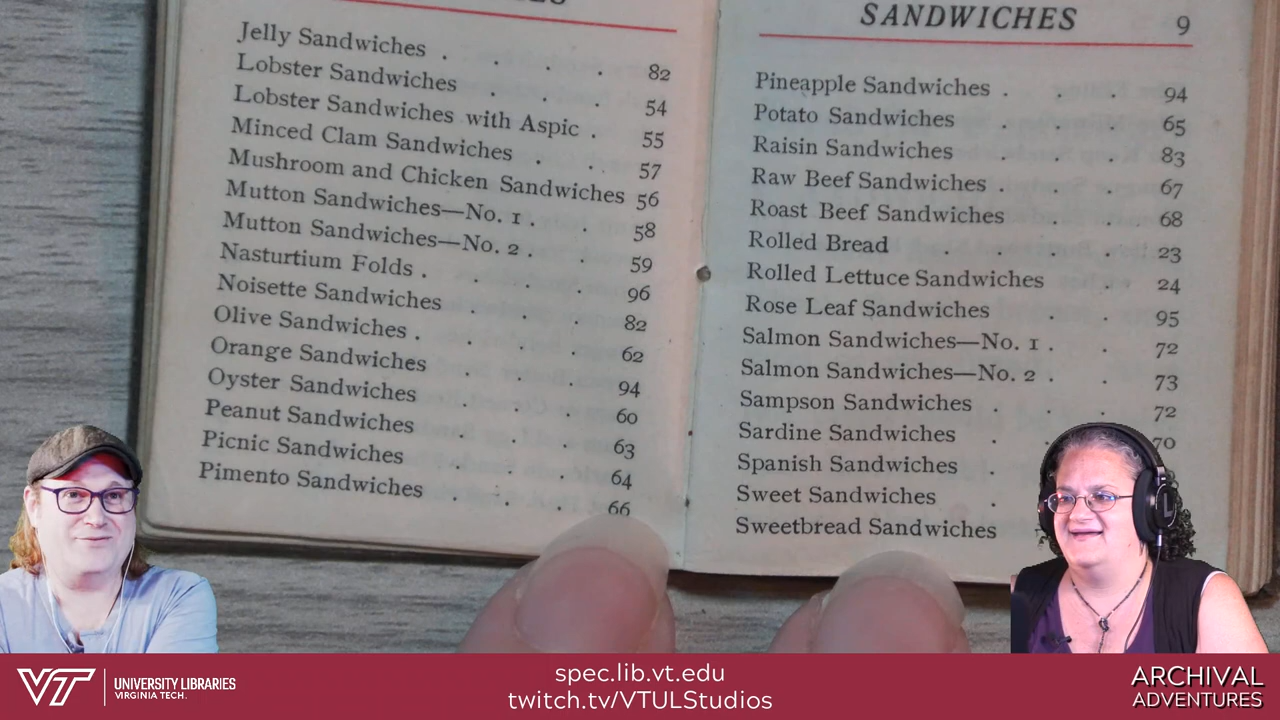 Jelly Sandwiches . . . . 82
Lobster Sandwiches . . . 54
Lobster Sandwiches with Aspic . 55
Minced Clam Sandwiches . . 57
Mushroom and Chicken Sandwiches 56
Mutton Sandwiches—No. 1 . . 58
Mutton Sandwiches—No. 2 . . 59
Nasturtium Folds . . . . 96
Noisette Sandwiches . . . 82
Olive Sandwiches . . . . 62
Orange Sandwiches . . . 94
Oyster Sandwiches . . . 60
Peanut Sandwiches . . . 63
Picnic Sandwiches . . . 64
Pimento Sandwiches . . . 66
SANDWICHES 9
Pineapple Sandwiches . . . 94
Potato Sandwiches . . . 65
Raisin Sandwiches . . . 83
Raw Beef Sandwiches . . . 67
Roast Beef Sandwiches . . 68
Rolled Bread . . . . 23
Rolled Lettuce Sandwiches . . 24
Rose Leaf Sandwiches . . 95
Salmon Sandwiches—No. 1 . . 72
Salmon Sandwiches—No. 2 . . 73
Sampson Sandwiches . . . 72
Sardine Sandwiches . . . 70
Spanish Sandwiches .
Sweet Sandwiches .
Sweetbread Sandwiches
VT UNIVERSITY LIBRARIES
VIRGINIA TECH.
spec.lib.vt.edu
twitch.tv/VTULStudios
ARCHIVAL
ADVENTURES